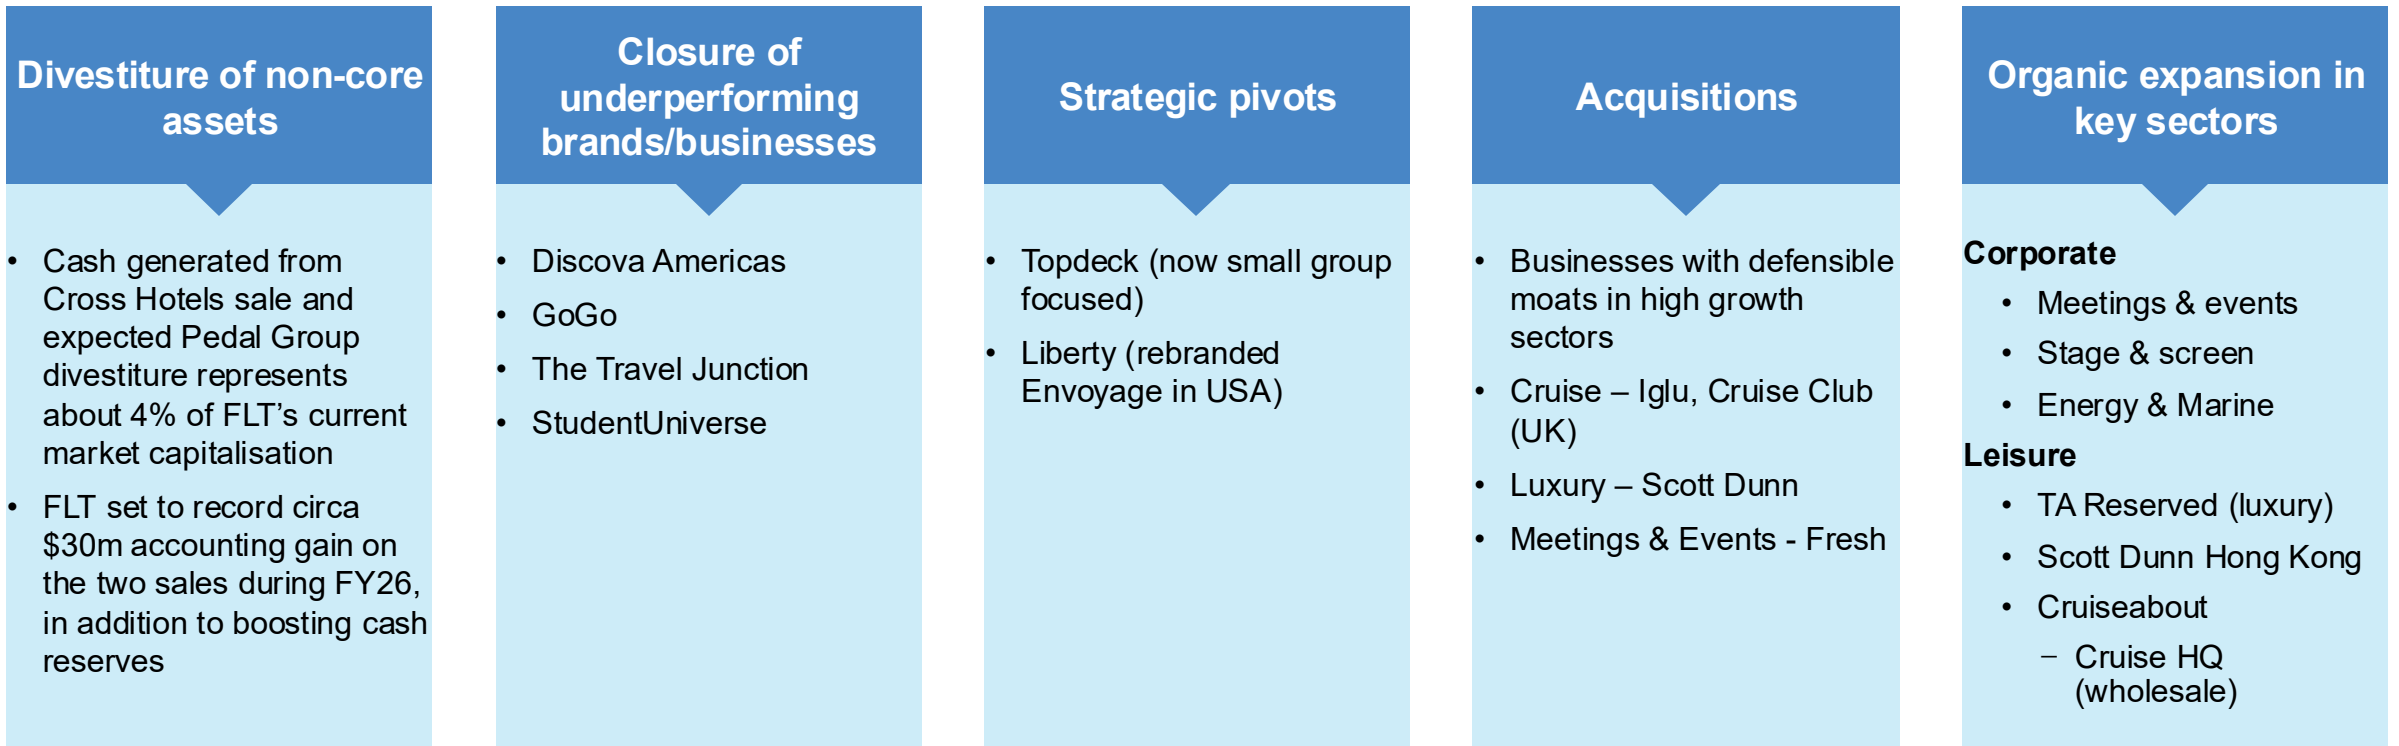 Divestiture of non-core
assets
• Cash generated from
Cross Hotels sale and
expected Pedal Group
divestiture represents
about 4% of FLT’s current
market capitalisation
• FLT set to record circa
$30m accounting gain on
the two sales during FY26,
in addition to boosting cash
reserves
Closure of
underperforming
brands/businesses
• Discova Americas
• GoGo
• The Travel Junction
• StudentUniverse
Strategic pivots
• Topdeck (now small group
focused)
• Liberty (rebranded
Envoyage in USA)
Acquisitions
• Businesses with defensible
moats in high growth
sectors
• Cruise – Iglu, Cruise Club
(UK)
• Luxury – Scott Dunn
• Meetings & Events - Fresh
Organic expansion in
key sectors
Corporate
• Meetings & events
• Stage & screen
• Energy & Marine
Leisure
• TA Reserved (luxury)
• Scott Dunn Hong Kong
• Cruiseabout
– Cruise HQ
(wholesale)